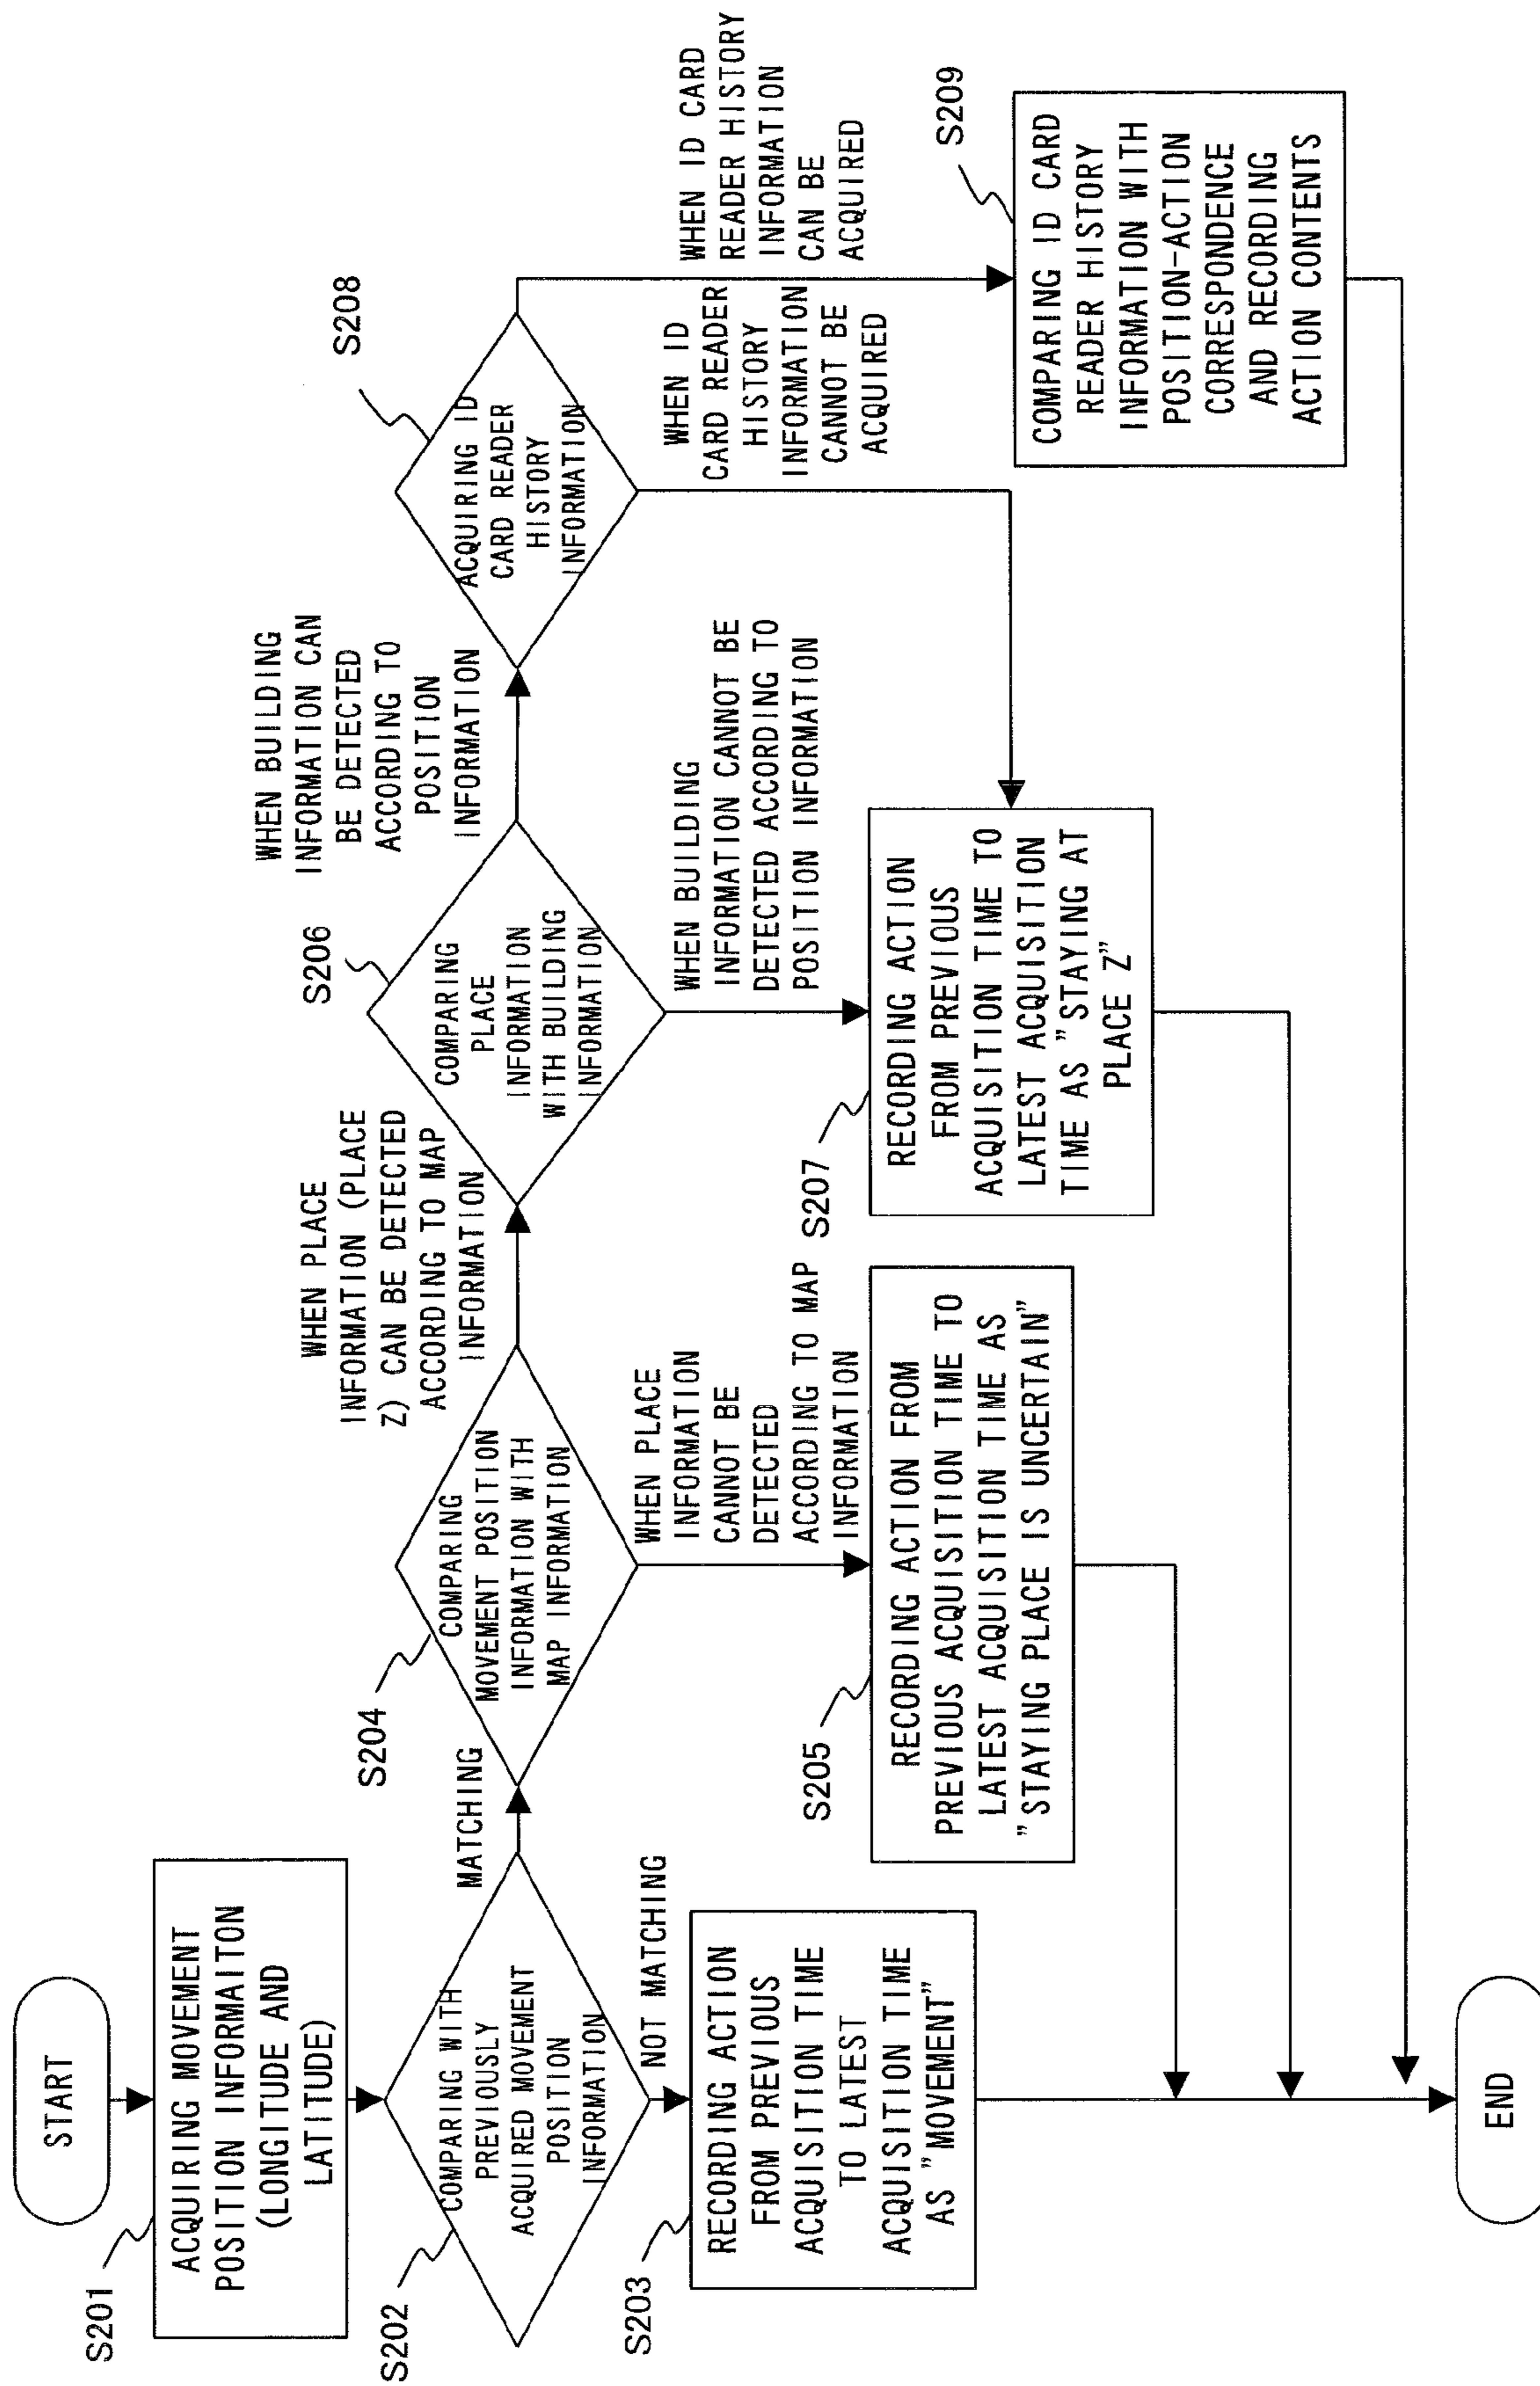 START
S201
ACQUIRING MOVEMENT
POSITION INFORMAITON
(LONGITUDE AND
LATITUDE)
S202
COMPARING WITH
PREVIOUSLY
ACQUIRED MOVEMENT
POSITION
INFORMATION
MATCHING
NOT MATCHING
S203
RECORDING ACTION
FROM PREVIOUS
ACQUISITION TIME
TO LATEST
ACQUISITION TIME
AS "MOVEMENT"
S204
COMPARING
MOVEMENT POSITION
INFORMATION WITH
MAP INFORMATION
WHEN PLACE
INFORMATION (PLACE
Z) CAN BE DETECTED
ACCORDING TO MAP
INFORMATION
WHEN PLACE
INFORMATION
CANNOT BE
DETECTED
ACCORDING TO MAP
INFORMATION
S205
RECORDING ACTION FROM
PREVIOUS ACQUISITION TIME TO
LATEST ACQUISITION TIME AS
"STAYING PLACE IS UNCERTAIN"
S206
COMPARING
PLACE
INFORMATION
WITH BUILDING
INFORMATION
WHEN BUILDING
INFORMATION CAN
BE DETECTED
ACCORDING TO
POSITION
INFORMATION
WHEN BUILDING
INFORMATION CANNOT BE
DETECTED ACCORDING TO
POSITION INFORMATION
S207
RECORDING ACTION
FROM PREVIOUS
ACQUISITION TIME TO
LATEST ACQUISITION
TIME AS "STAYING AT
PLACE Z"
S208
ACQUIRING ID
CARD READER
HISTORY
INFORMATION
WHEN ID CARD
READER HISTORY
INFORMATION
CAN BE
ACQUIRED
WHEN ID
CARD READER
HISTORY
INFORMATION
CANNOT BE
ACQUIRED
S209
COMPARING ID CARD
READER HISTORY
INFORMATION WITH
POSITION-ACTION
CORRESPONDENCE
AND RECORDING
ACTION CONTENTS
END